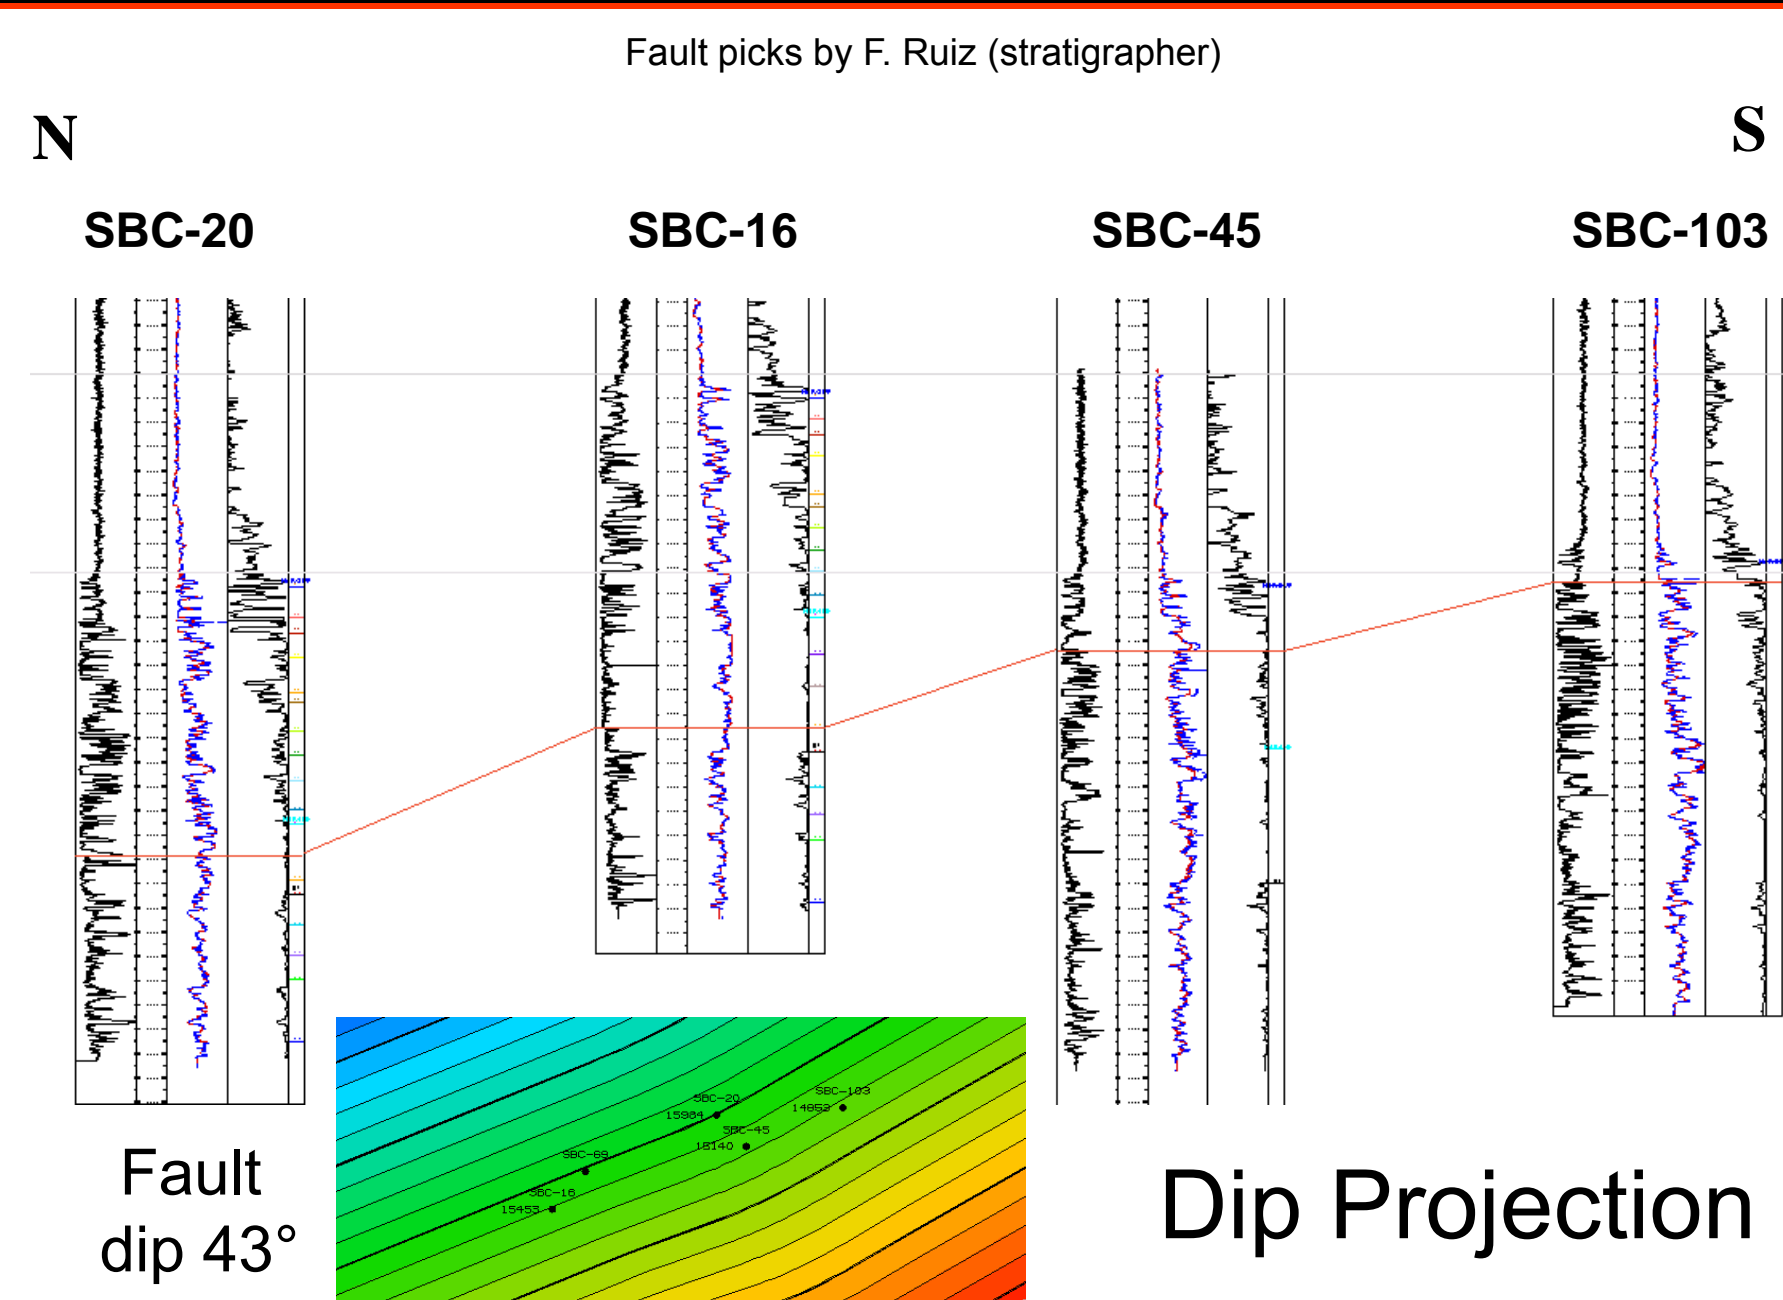 Fault picks by F. Ruiz (stratigrapher)
N
S
SBC-20
SBC-16
SBC-45
SBC-103
SBC-20
15984
SBC-103
14853
SBC-45
15140
SBC-69
SBC-16
15453
Fault
dip 43°
Dip Projection